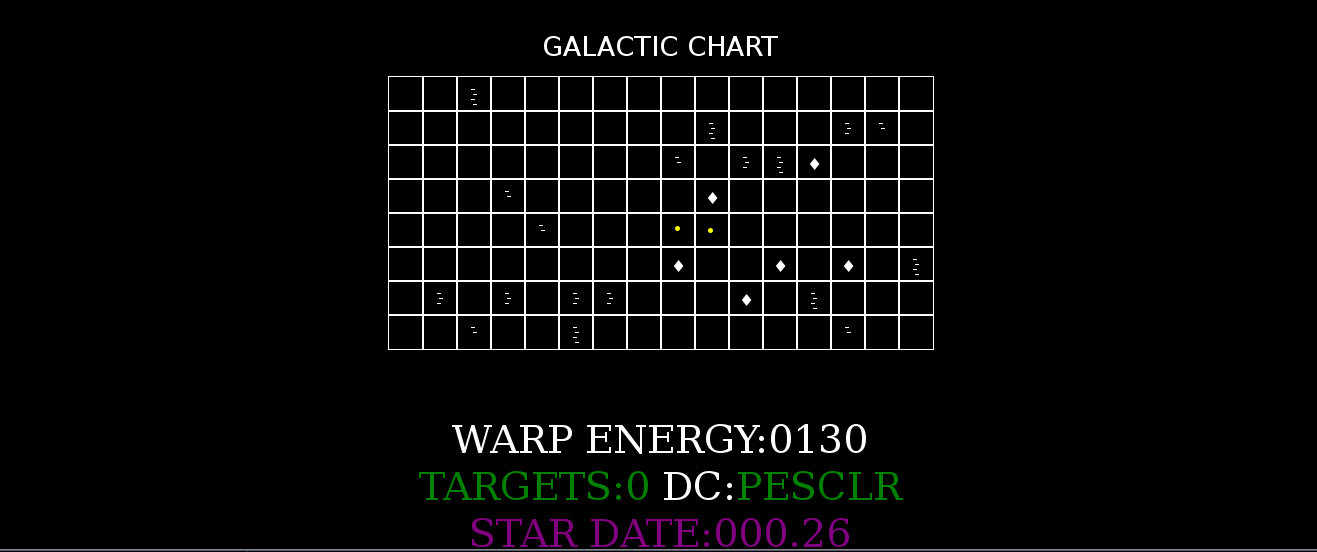 GALACTIC CHART
WARP ENERGY:0130
TARGETS:0 DC:PESCLR
STAR DATE:000.26